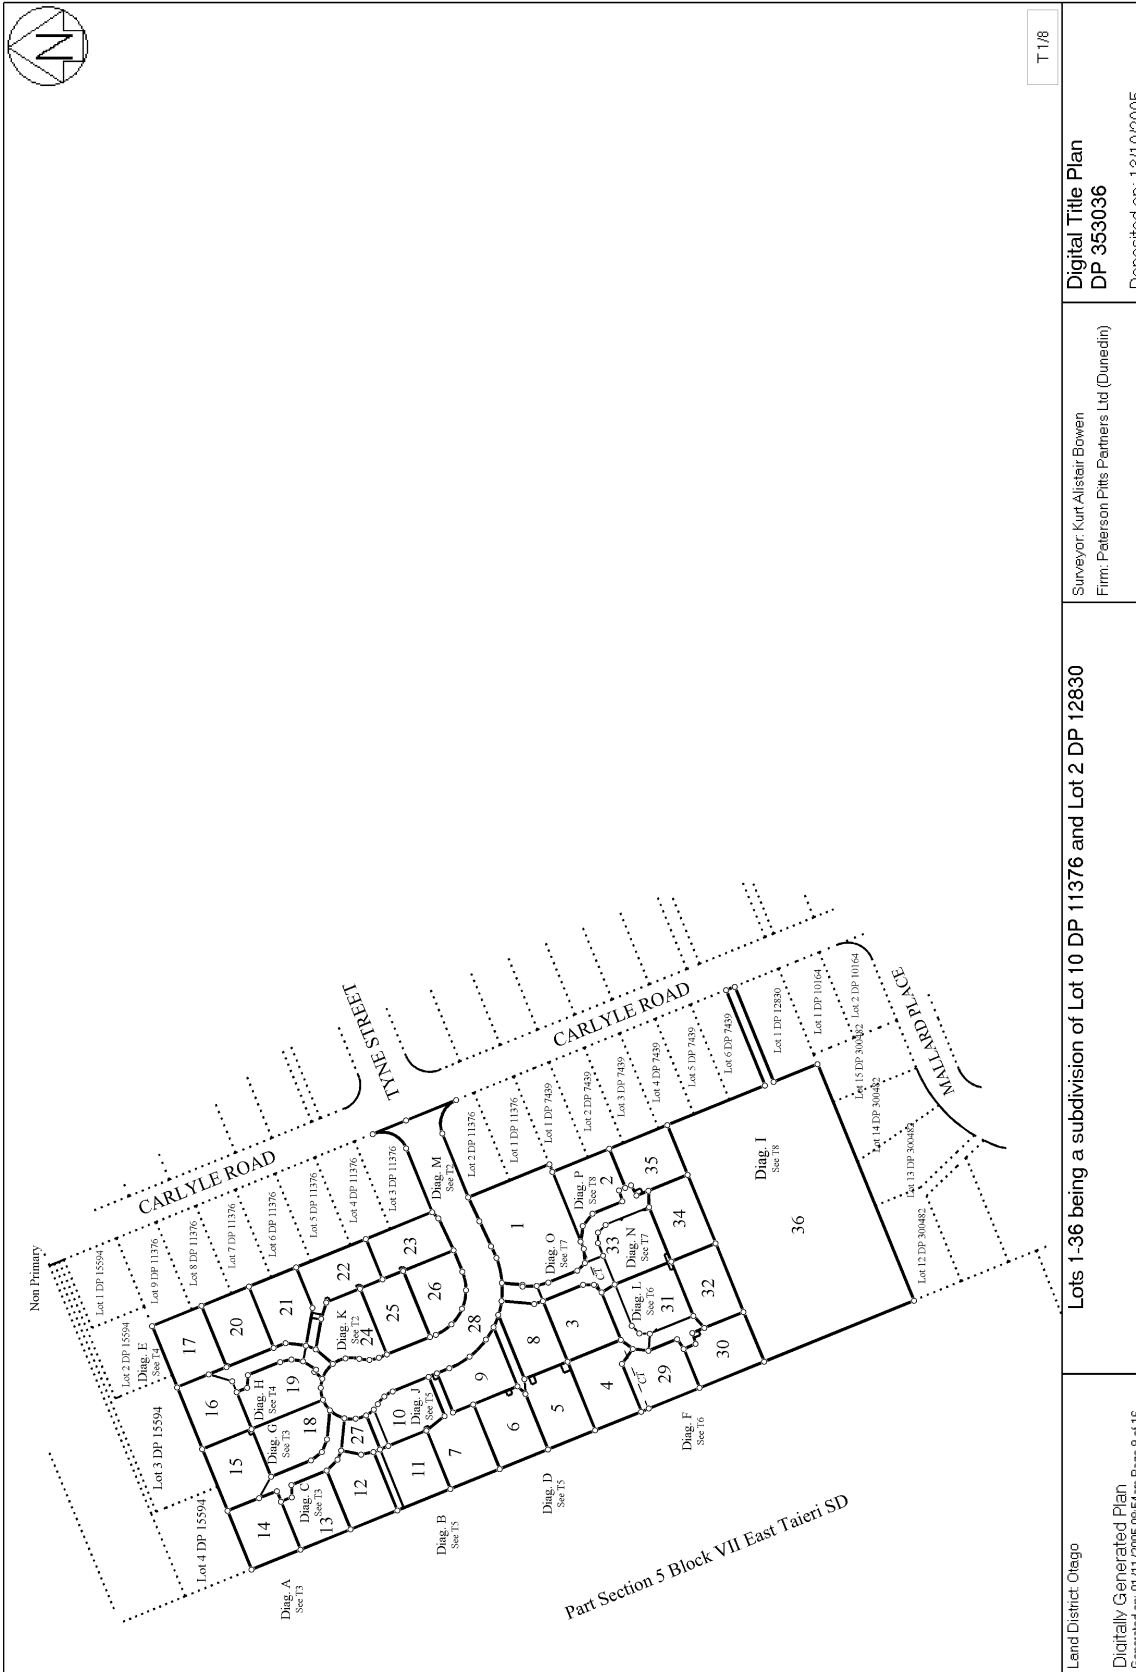 N
T 1/8
Non Primary
Lot 1 DP 15594
Lot 2 DP 15594
Lot 3 DP 15594
Lot 4 DP 15594
Lot 9 DP 11376
Lot 8 DP 11376
Lot 7 DP 11376
Lot 6 DP 11376
Lot 5 DP 11376
Lot 4 DP 11376
Lot 3 DP 11376
CARLYLE ROAD
TYNE STREET
CARLYLE ROAD
MALLARD PLACE
Lot 2 DP 11376
Lot 1 DP 11376
Lot 1 DP 7439
Lot 2 DP 7439
Lot 3 DP 7439
Lot 4 DP 7439
Lot 5 DP 7439
Lot 6 DP 7439
Lot 1 DP 12830
Lot 1 DP 10164
Lot 2 DP 10164
Lot 15 DP 300482
Lot 14 DP 300482
Lot 13 DP 300482
Lot 12 DP 300482
Diag. E
See T4
17
20
21
22
23
16
Diag. H
See T4
19
Diag. K
See T2
24
25
26
Diag. M
See T2
15
Diag. G
See T3
18
28
14
Diag. C
See T3
13
12
27
10
Diag. J
See T5
9
8
11
7
6
5
4
3
1
Diag. O
See T7
Diag. P
See T8
2
35
33
Diag. N
See T7
34
CT
Diag. L
See T6
31
32
CT
29
30
Diag. I
See T8
36
Diag. A
See T3
Diag. B
See T5
Diag. D
See T5
Diag. F
See T6
Part Section 5 Block VII East Taieri SD
Land District: Otago
Digitally Generated Plan
Lots 1-36 being a subdivision of Lot 10 DP 11376 and Lot 2 DP 12830
Surveyor: Kurt Alistair Bowen
Firm: Paterson Pitts Partners Ltd (Dunedin)
Digital Title Plan
DP 353036